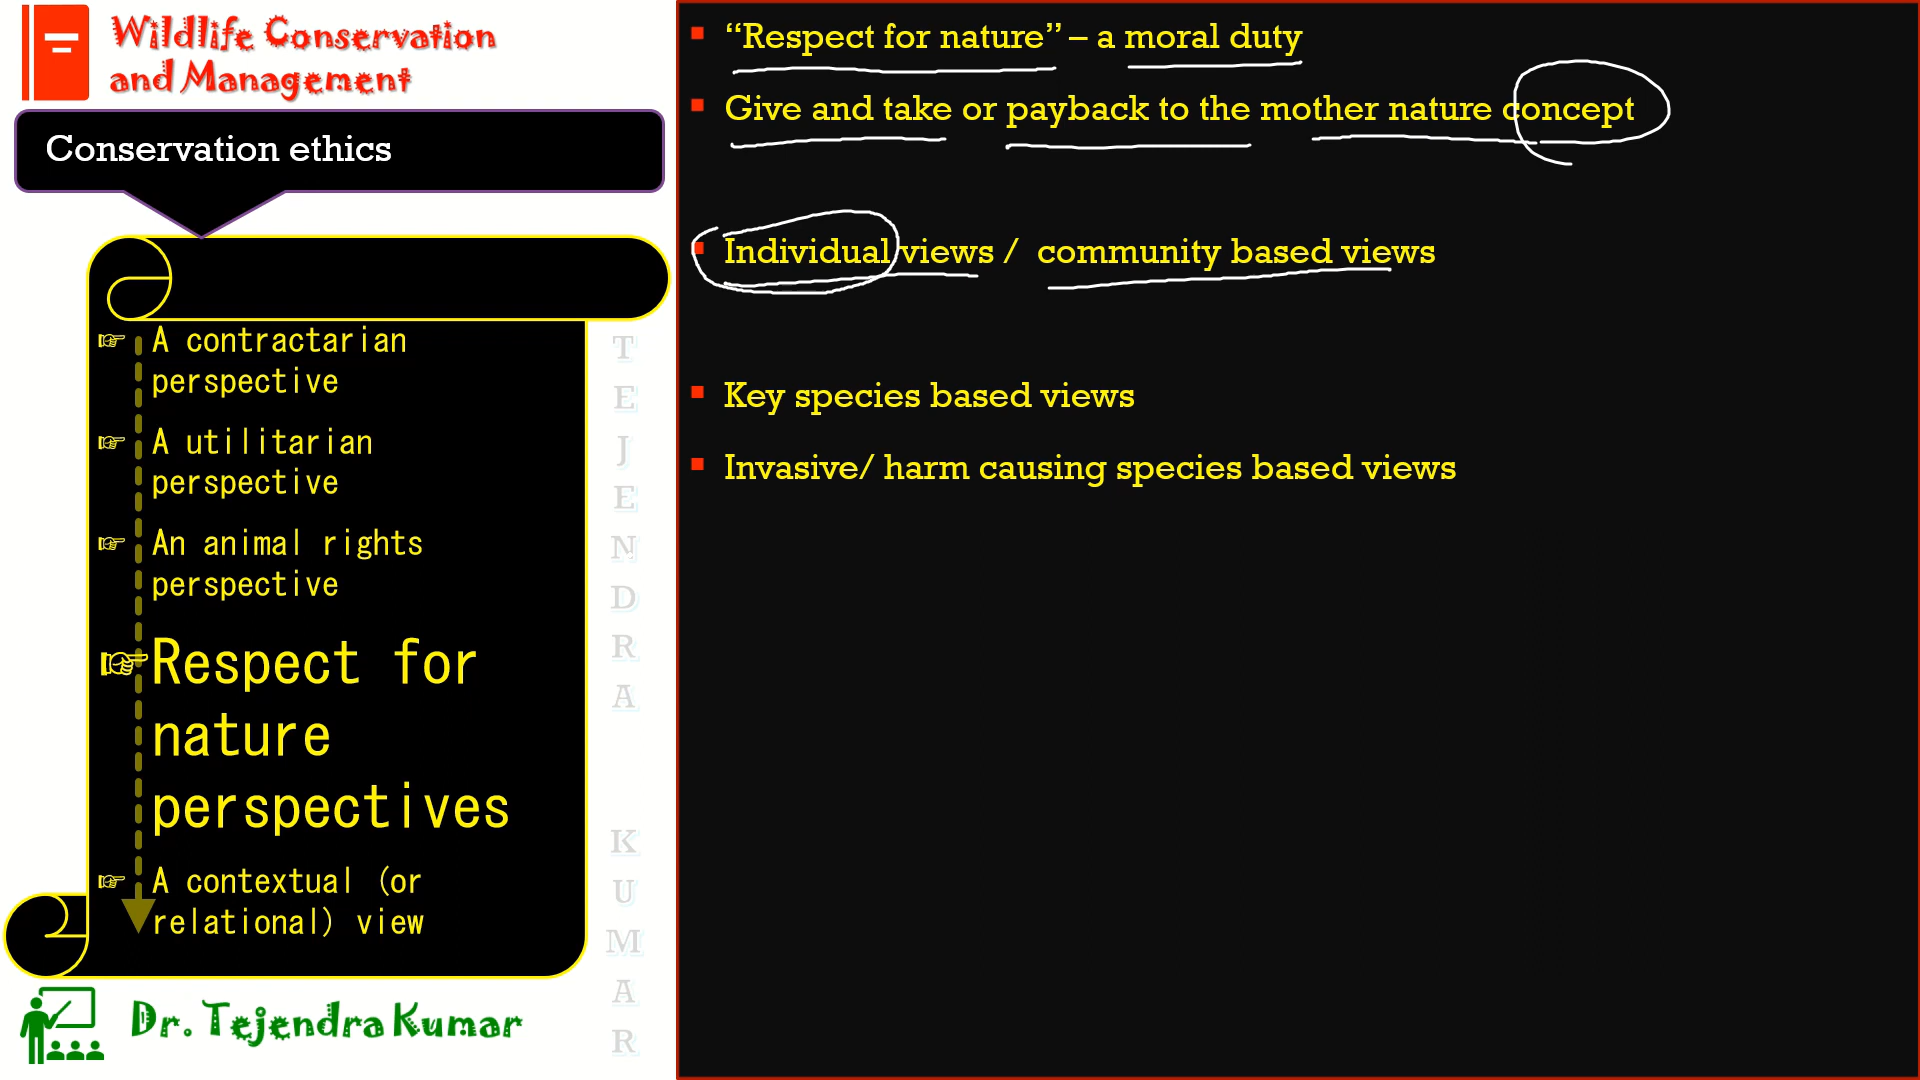 Wildlife Conservation
and Management
Conservation ethics
A contractarian
perspective
A utilitarian
perspective
An animal rights
perspective
Respect for
nature
perspectives
A contextual (or
relational) view
Dr. Tejendra Kumar
TEJENDRA KUMAR
“Respect for nature” – a moral duty
Give and take or payback to the mother nature concept
Individual views / community based views
Key species based views
Invasive/ harm causing species based views